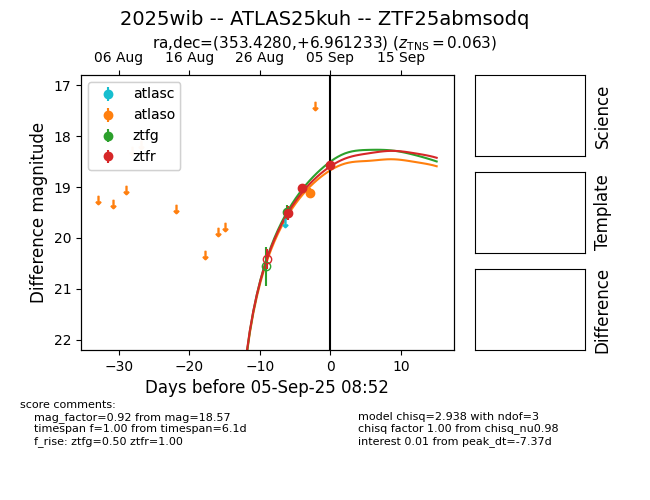 2025wib -- ATLAS25kuh -- ZTF25abmsodq
ra,dec=(353.4280,+6.961233) (zTNS = 0.063)
06 Aug 16 Aug 26 Aug 05 Sep 15 Sep
atlasc
atlaso
ztfg
ztfr
17
18
19
20
21
22
Difference magnitude
−30 −20 −10 0 10
Days before 05-Sep-25 08:52
Science
Template
Difference
score comments:
mag_factor=0.92 from mag=18.57
timespan f=1.00 from timespan=6.1d
f_rise: ztfg=0.50 ztfr=1.00
model chisq=2.938 with ndof=3
chisq factor 1.00 from chisq_nu0.98
interest 0.01 from peak_dt=-7.37d